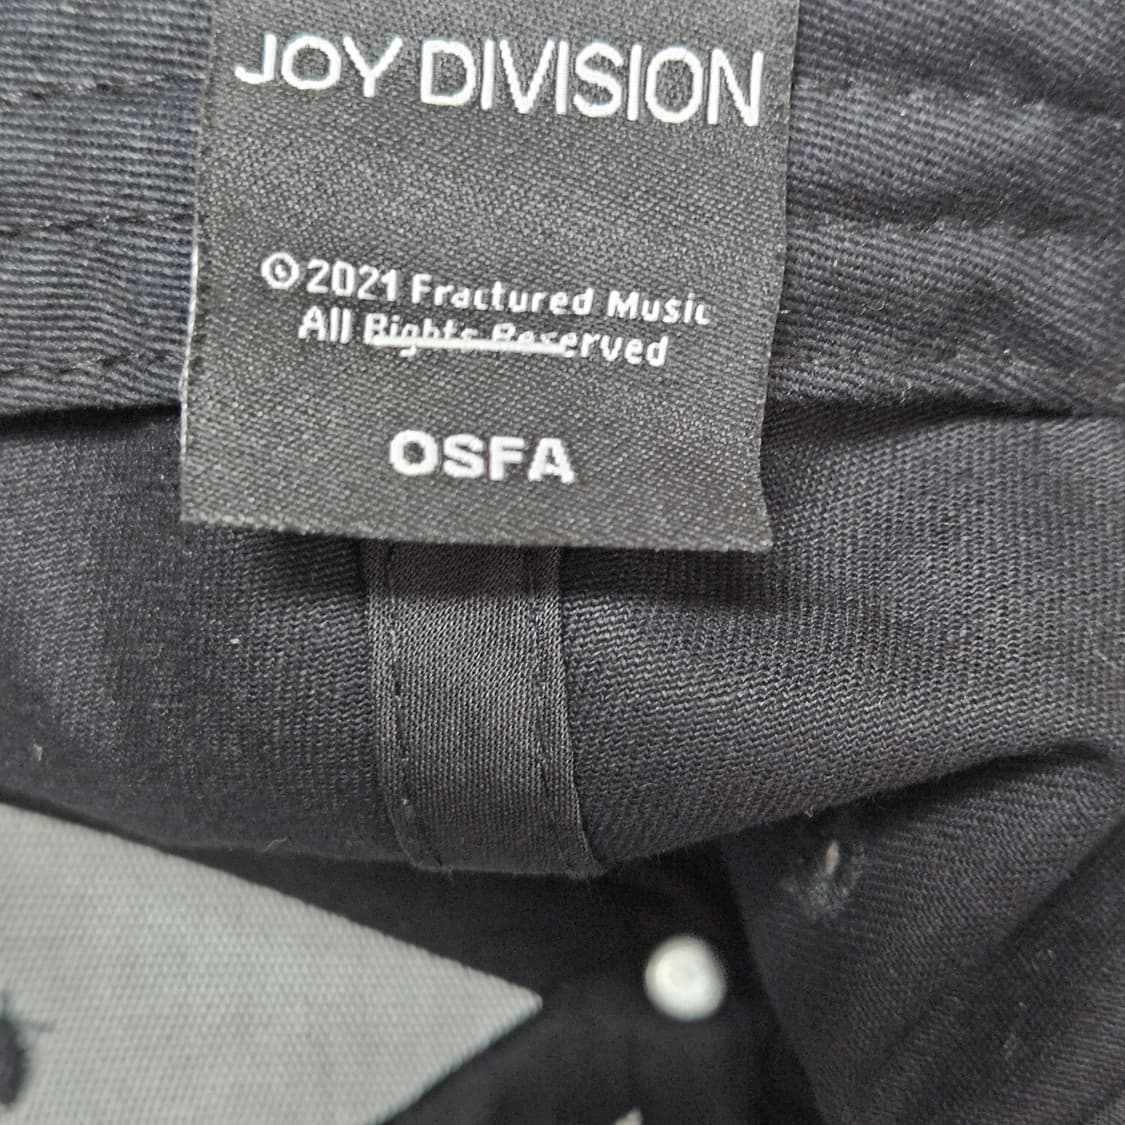 JOY DIVISION
©2021 Fractured Music
All Rights Reserved
OSFA